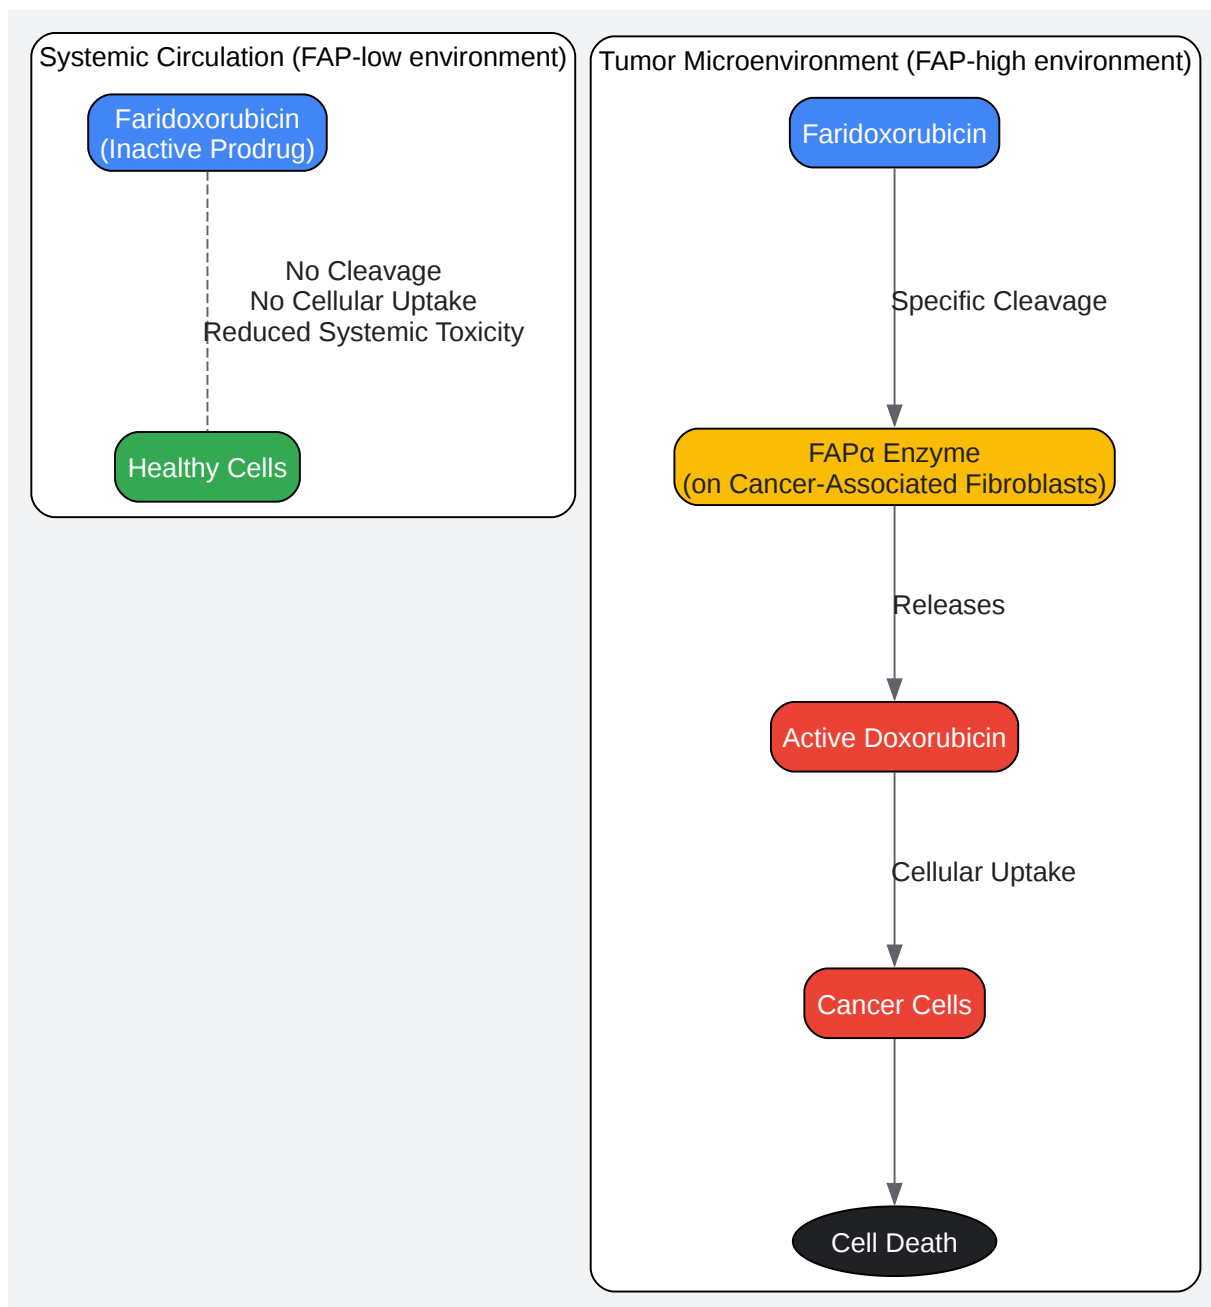 Systemic Circulation (FAP-low environment)
Faridoxorubicin
(Inactive Prodrug)
No Cleavage
No Cellular Uptake
Reduced Systemic Toxicity
Healthy Cells
Tumor Microenvironment (FAP-high environment)
Faridoxorubicin
Specific Cleavage
FAPα Enzyme
(on Cancer-Associated Fibroblasts)
Releases
Active Doxorubicin
Cellular Uptake
Cancer Cells
Cell Death